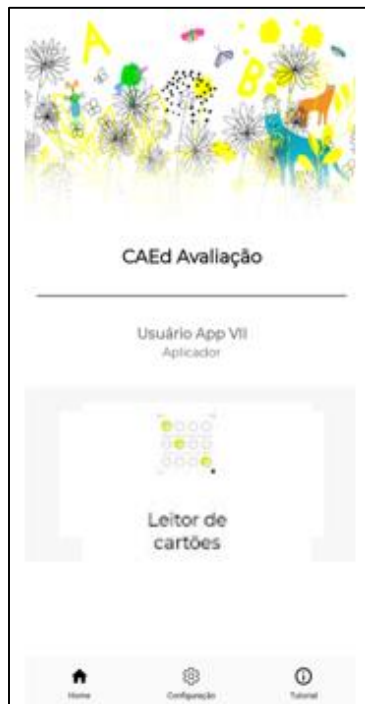 A
B
CAEd Avaliação
Usuário App VII
Aplicador
Leitor de
cartões
Home
Configuração
Tutorial